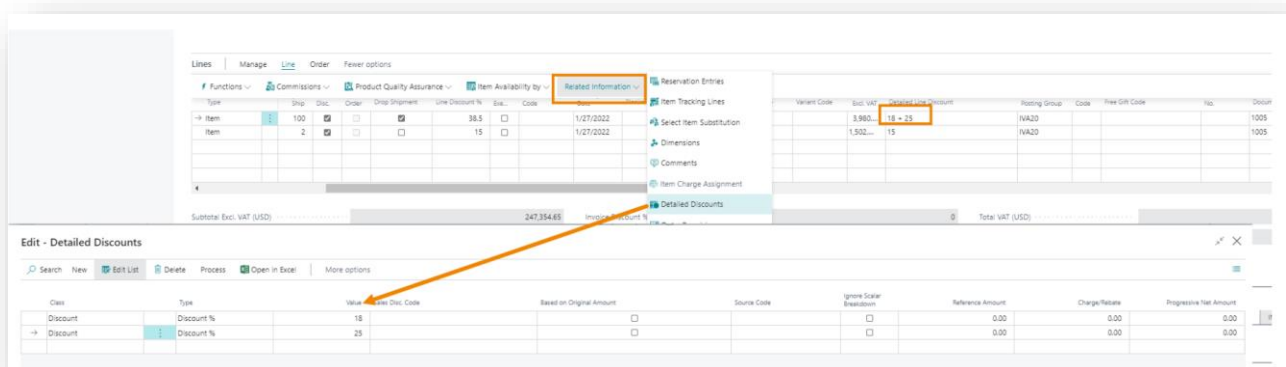 Lines Manage Line Order Fewer options
Functions Commissions Product Quality Assurance Item Availability by Related Information
Reservation Entries
Item Tracking Lines
Select Item Substitution
Dimensions
Comments
Item Charge Assignment
Detailed Discounts
Type Ship Disc. Order Drop Shipment Line Discount % Exe... Code Variant Code Excl. VAT Detailed Line Discount Posting Group Code Free Gift Code No.
Item 100 38.5 1/27/2022 3,980... 18 + 25 IVA20 1005
Item 2 15 1/27/2022 1,502... 15 IVA20 1005
Subtotal Excl. VAT (USD) 247,354.65 Invoice Discount % 0 Total VAT (USD)
Edit - Detailed Discounts
Search New Edit List Delete Process Open in Excel More options
Class Type Value Sales Disc. Code Based on Original Amount Source Code Ignore Scalar Breakdown Reference Amount Charge/Rebate Progressive Net Amount
Discount Discount % 18 0.00 0.00 0.00
Discount Discount % 25 0.00 0.00 0.00